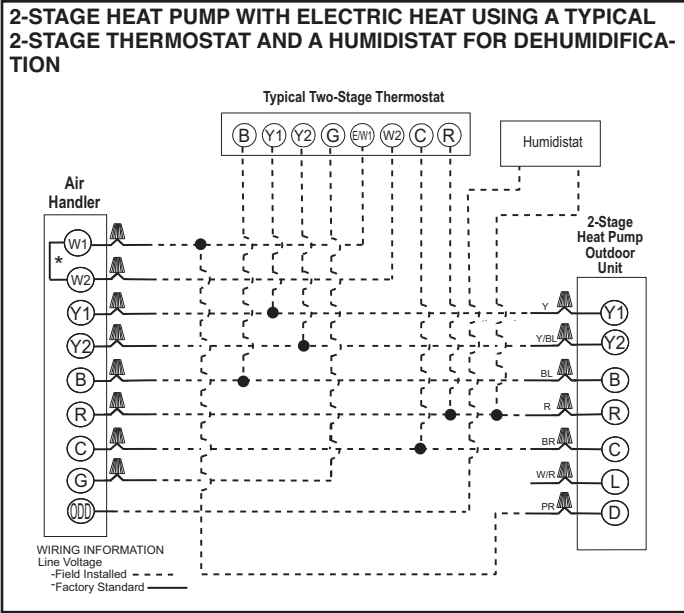 2-STAGE HEAT PUMP WITH ELECTRIC HEAT USING A TYPICAL
2-STAGE THERMOSTAT AND A HUMIDISTAT FOR DEHUMIDIFICA-
TION
Typical Two-Stage Thermostat
B Y1 Y2 G E/W1 W2 C R
Humidistat
Air
Handler
2-Stage
Heat Pump
Outdoor
Unit
W1
*
W2
Y1
Y2
B
R
C
G
ODD
Y Y1
Y/BL Y2
BL B
R R
BR C
W/R L
PR D
WIRING INFORMATION
Line Voltage
-Field Installed
-Factory Standard